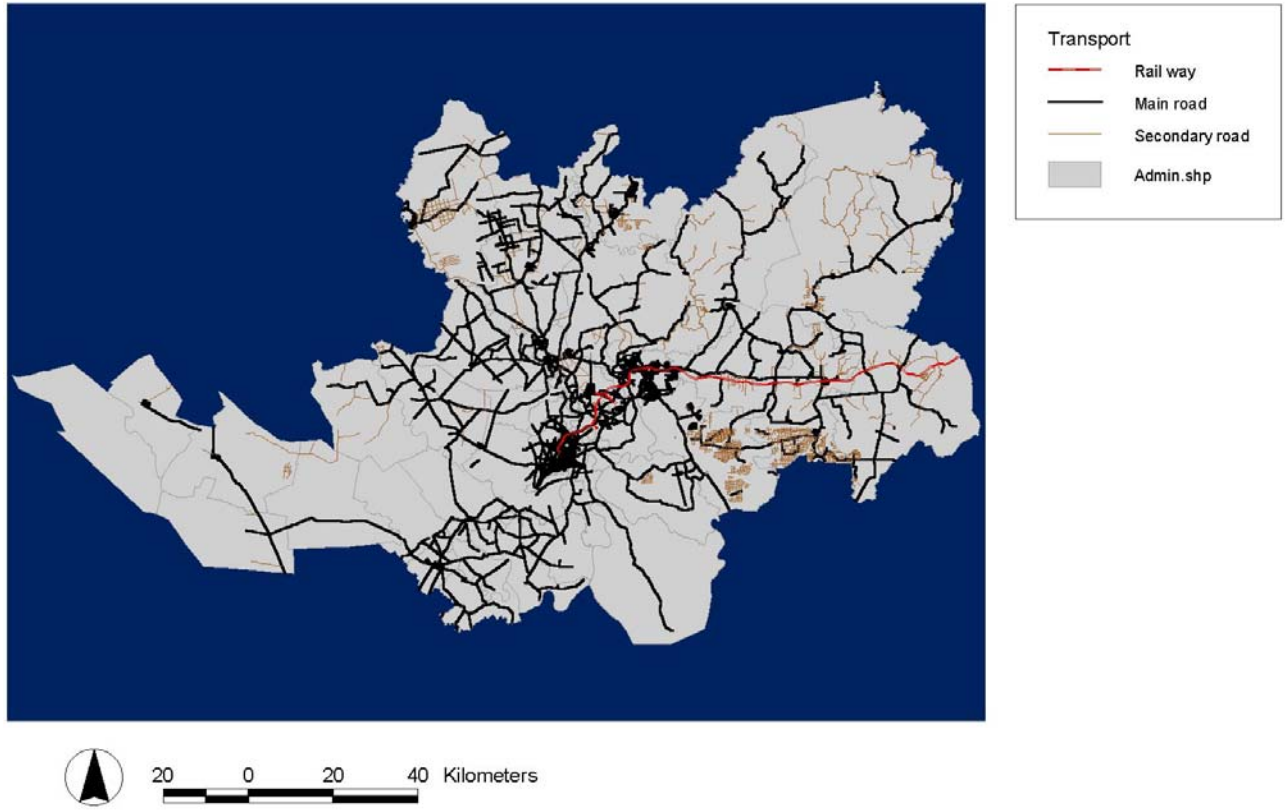 Transport
Rail way
Main road
Secondary road
Admin.shp
20 0 20 40 Kilometers